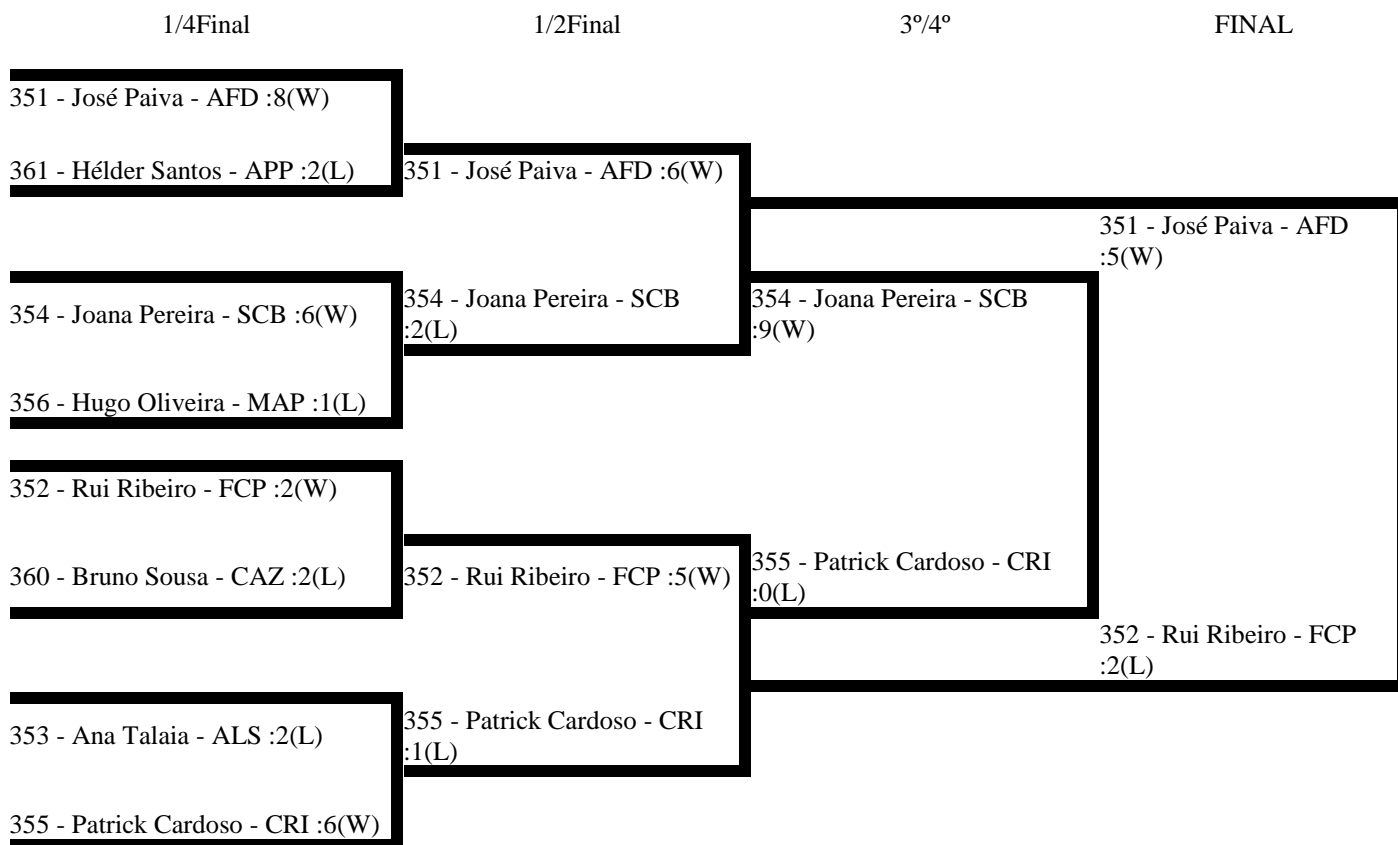 1/4Final
1/2Final
3º/4º
FINAL
351 - José Paiva - AFD :8(W)
361 - Hélder Santos - APP :2(L)
354 - Joana Pereira - SCB :6(W)
356 - Hugo Oliveira - MAP :1(L)
352 - Rui Ribeiro - FCP :2(W)
360 - Bruno Sousa - CAZ :2(L)
353 - Ana Talaia - ALS :2(L)
355 - Patrick Cardoso - CRI :6(W)
351 - José Paiva - AFD :6(W)
354 - Joana Pereira - SCB
:2(L)
352 - Rui Ribeiro - FCP :5(W)
355 - Patrick Cardoso - CRI
:1(L)
354 - Joana Pereira - SCB
:9(W)
355 - Patrick Cardoso - CRI
:0(L)
351 - José Paiva - AFD
:5(W)
352 - Rui Ribeiro - FCP
:2(L)